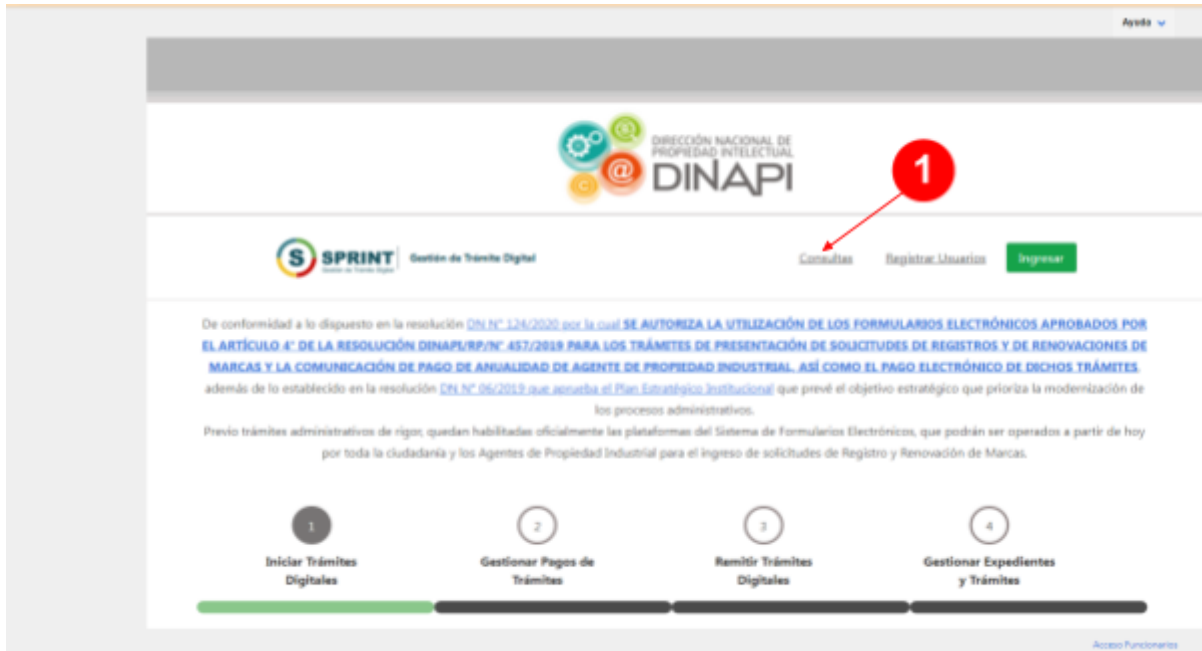 Ayuda
DIRECCIÓN NACIONAL DE
PROPIEDAD INTELECTUAL
DINAPI
1
S SPRINT Gestión de Trámite Digital
Gestión de Trámite Digital
Consultas Registrar Usuarios Ingresar
De conformidad a lo dispuesto en la resolución DN N° 124/2020 por la cual SE AUTORIZA LA UTILIZACIÓN DE LOS FORMULARIOS ELECTRÓNICOS APROBADOS POR
EL ARTÍCULO 4° DE LA RESOLUCIÓN DINAPI/RP/N° 457/2019 PARA LOS TRÁMITES DE PRESENTACIÓN DE SOLICITUDES DE REGISTROS Y DE RENOVACIONES DE
MARCAS Y LA COMUNICACIÓN DE PAGO DE ANUALIDAD DE AGENTE DE PROPIEDAD INDUSTRIAL, ASÍ COMO EL PAGO ELECTRÓNICO DE DICHOS TRÁMITES,
además de lo establecido en la resolución DN N° 06/2019 que aprueba el Plan Estratégico Institucional que prevé el objetivo estratégico que prioriza la modernización de
los procesos administrativos.
Previo trámites administrativos de rigor, quedan habilitadas oficialmente las plataformas del Sistema de Formularios Electrónicos, que podrán ser operados a partir de hoy
por toda la ciudadanía y los Agentes de Propiedad Industrial para el ingreso de solicitudes de Registro y Renovación de Marcas.
1 2 3 4
Iniciar Trámites Gestionar Pagos de Remitir Trámites Gestionar Expedientes
Digitales Trámites Digitales y Trámites
Acceso Funcionarios